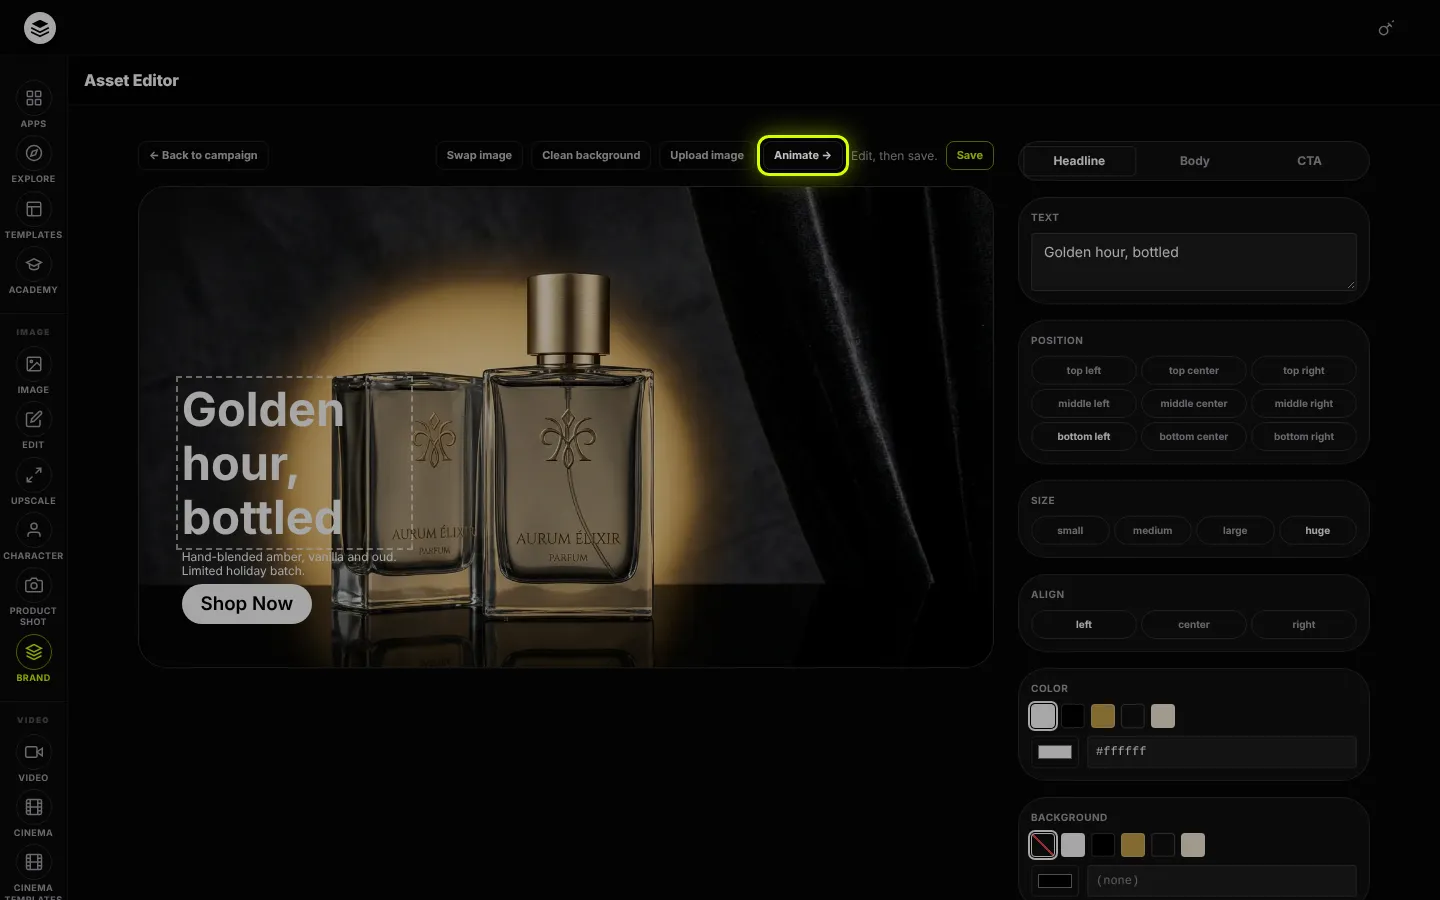 Asset Editor
APPS
EXPLORE
TEMPLATES
ACADEMY
IMAGE
IMAGE
EDIT
UPSCALE
CHARACTER
PRODUCT
SHOT
BRAND
VIDEO
VIDEO
CINEMA
CINEMA
TEMPLATES
← Back to campaign
Swap image
Clean background
Upload image
Animate →
Edit, then save.
Save
Golden
hour,
bottled
Hand-blended amber, vanilla and oud.
Limited holiday batch.
Shop Now
AURUM ÉLIXIR
PARFUM
AURUM ÉLIXIR
PARFUM
Headline
Body
CTA
TEXT
Golden hour, bottled
POSITION
top left
top center
top right
middle left
middle center
middle right
bottom left
bottom center
bottom right
SIZE
small
medium
large
huge
ALIGN
left
center
right
COLOR
#ffffff
BACKGROUND
(none)